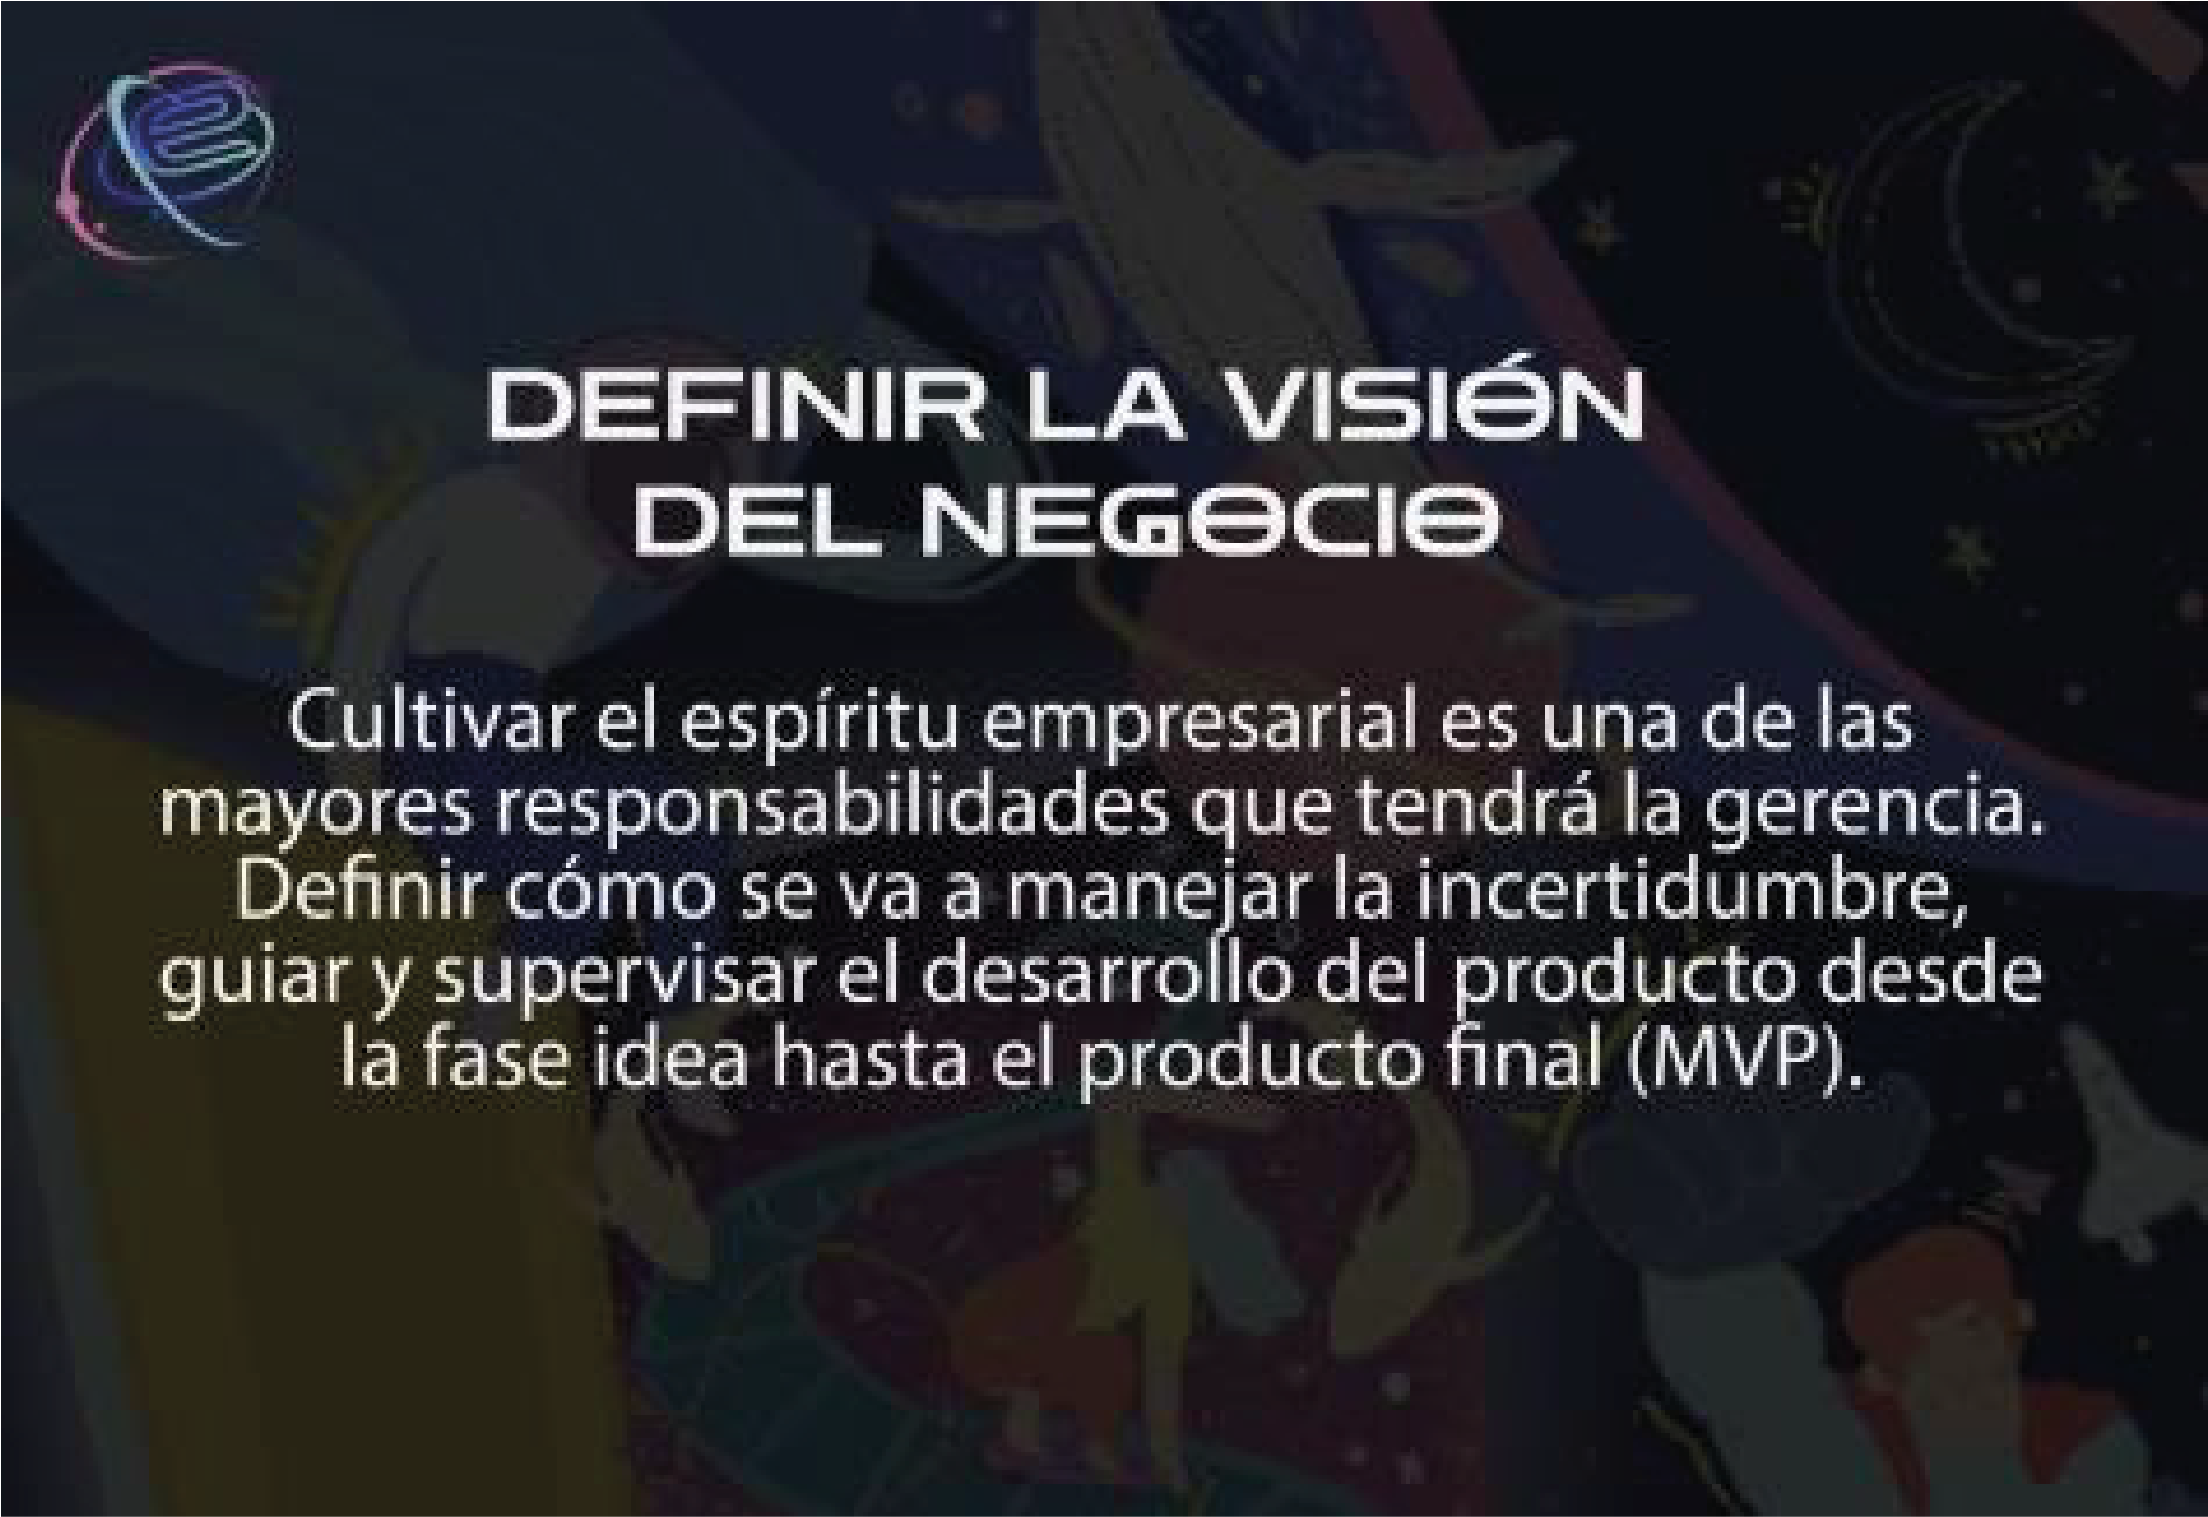 DEFINIR LA VISIÓN
DEL NEGOCIO
Cultivar el espíritu empresarial es una de las
mayores responsabilidades que tendrá la gerencia.
Definir cómo se va a manejar la incertidumbre,
guiar y supervisar el desarrollo del producto desde
la fase idea hasta el producto final (MVP).